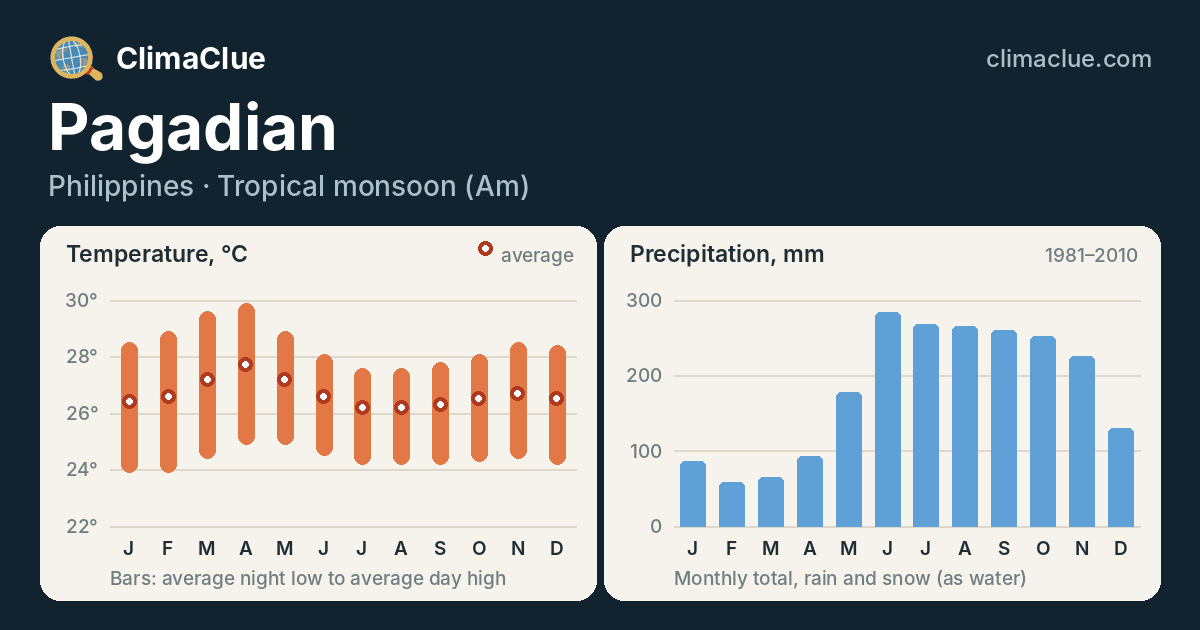 ClimaClue
climaclue.com
Pagadian
Philippines · Tropical monsoon (Am)
Temperature, °C
average
30°
28°
26°
24°
22°
J F M A M J J A S O N D
Bars: average night low to average day high
Precipitation, mm
1981–2010
300
200
100
0
J F M A M J J A S O N D
Monthly total, rain and snow (as water)